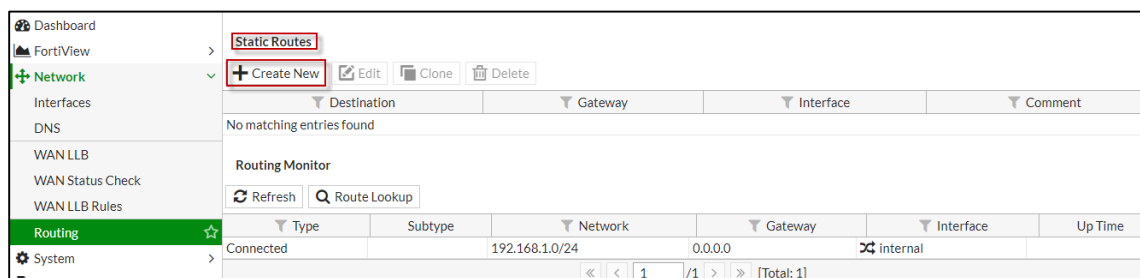 Dashboard
FortiView
Network
Interfaces
DNS
WAN LLB
WAN Status Check
WAN LLB Rules
Routing
System
Static Routes
Create New Edit Clone Delete
Destination Gateway Interface Comment
No matching entries found
Routing Monitor
Refresh Route Lookup
Type Subtype Network Gateway Interface Up Time
Connected 192.168.1.0/24 0.0.0.0 internal
« < 1 /1 > » [Total: 1]